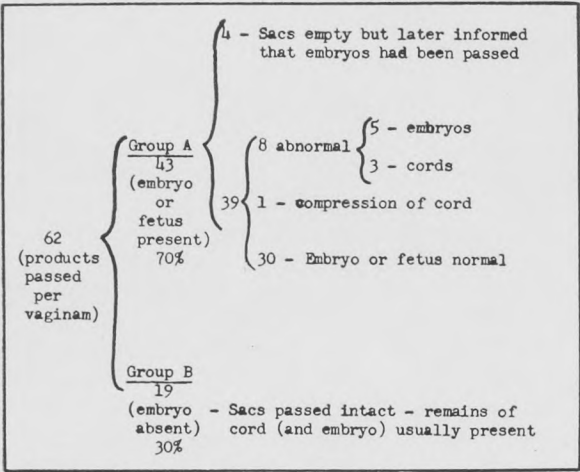 4 - Sacs empty but later informed
that embryos had been passed
Group A
43
(embryo
or
fetus
present)
70%
39
8 abnormal
5 - embryos
3 - cords
1 - compression of cord
30 - Embryo or fetus normal
62
(products
passed
per
vaginam)
Group B
19
(embryo
absent)
30%
- Sacs passed intact - remains of
cord (and embryo) usually present